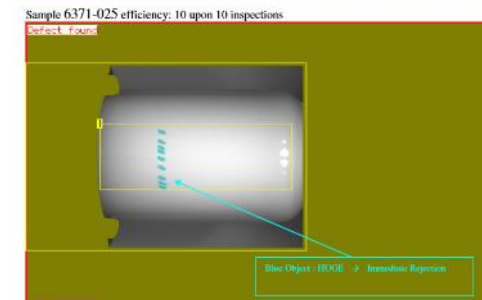 Sample 6371-025 efficiency: 10 upon 10 inspections
Defect found
Blue Object : HUGE → Immediate Rejection